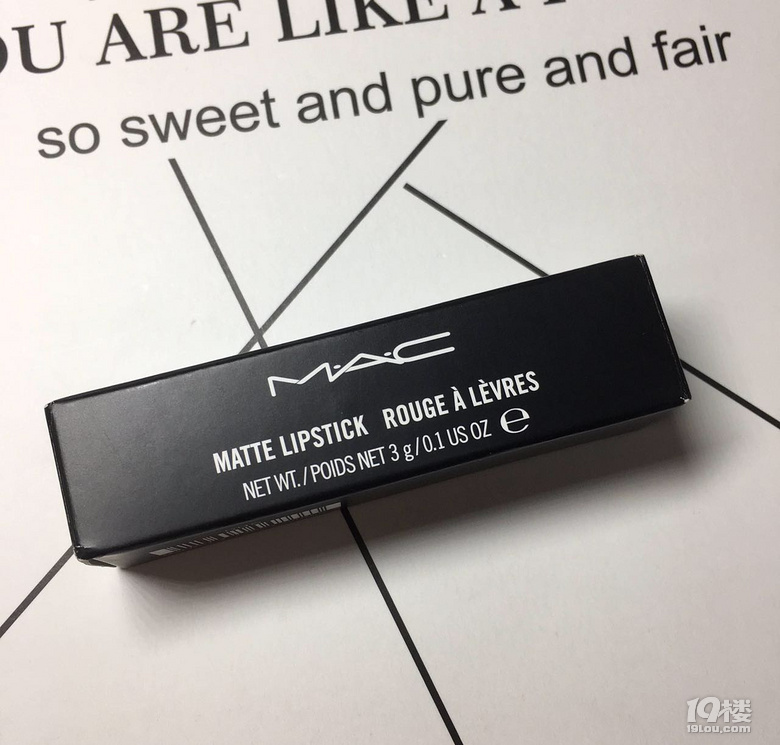 OU ARE LIKE A
so sweet and pure and fair
M·A·C
MATTE LIPSTICK ROUGE À LÈVRES
NET WT./POIDS NET 3 g/0.1 US OZ ℮
19楼
19lou.com